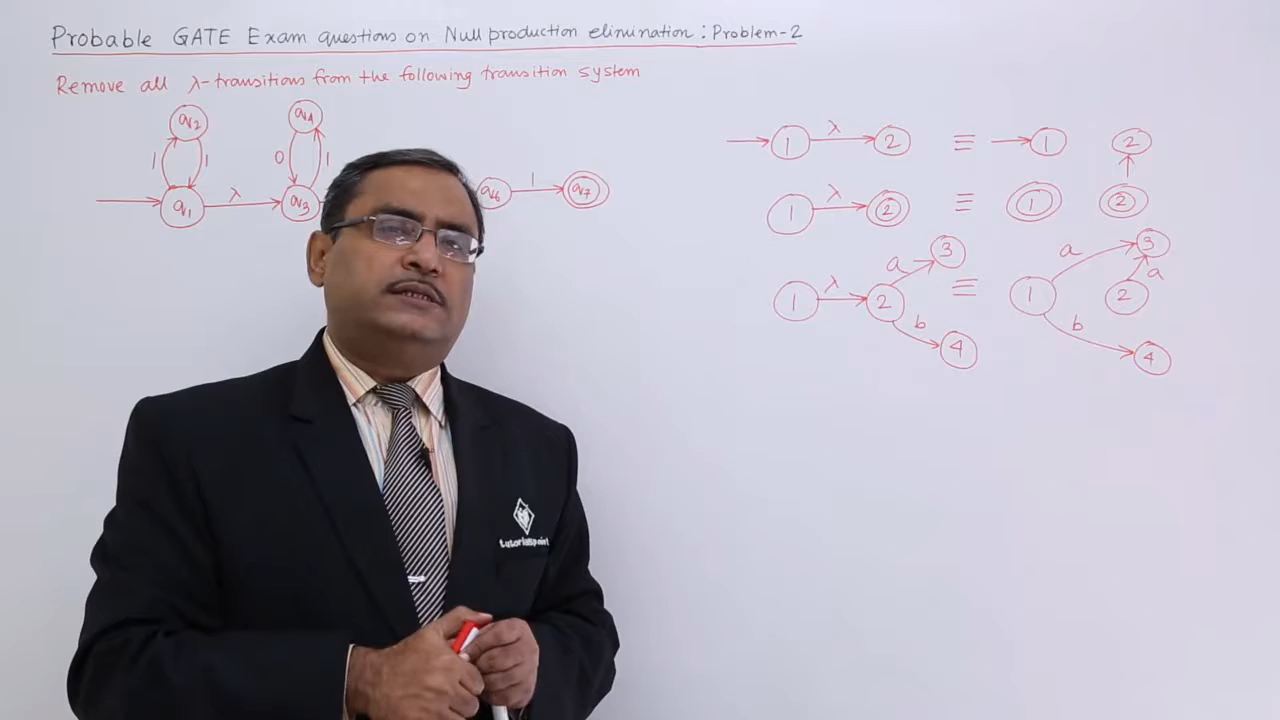 Probable GATE Exam questions on Null production elimination : Problem-2
Remove all λ-transitions from the following transition system
q2 q4
1 1 0 1
q1 λ q3 q6 1 q7
1 λ 2 ≡ 1 2
1 λ 2 ≡ 1 2
1 λ 2 a 3 b 4 ≡ 1 a 3 2 a b 4
tutorialspoint